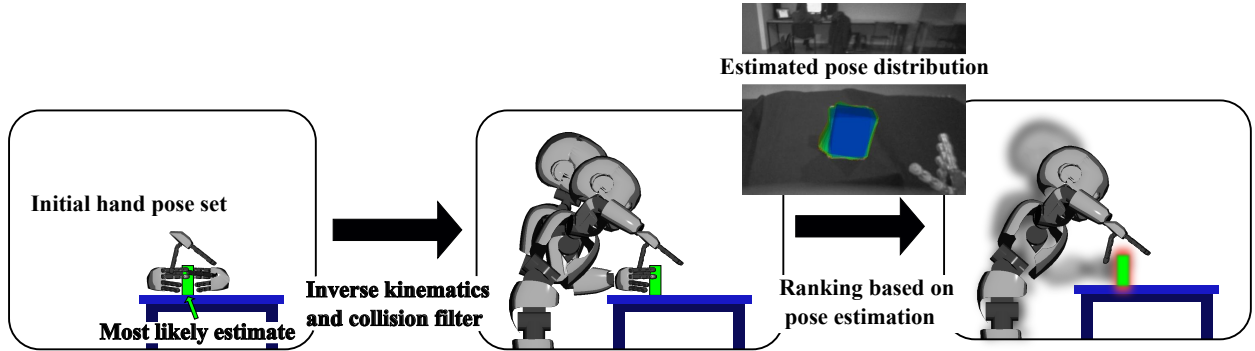 Estimated pose distribution
Initial hand pose set
Most likely estimate
Inverse kinematics
and collision filter
Ranking based on
pose estimation